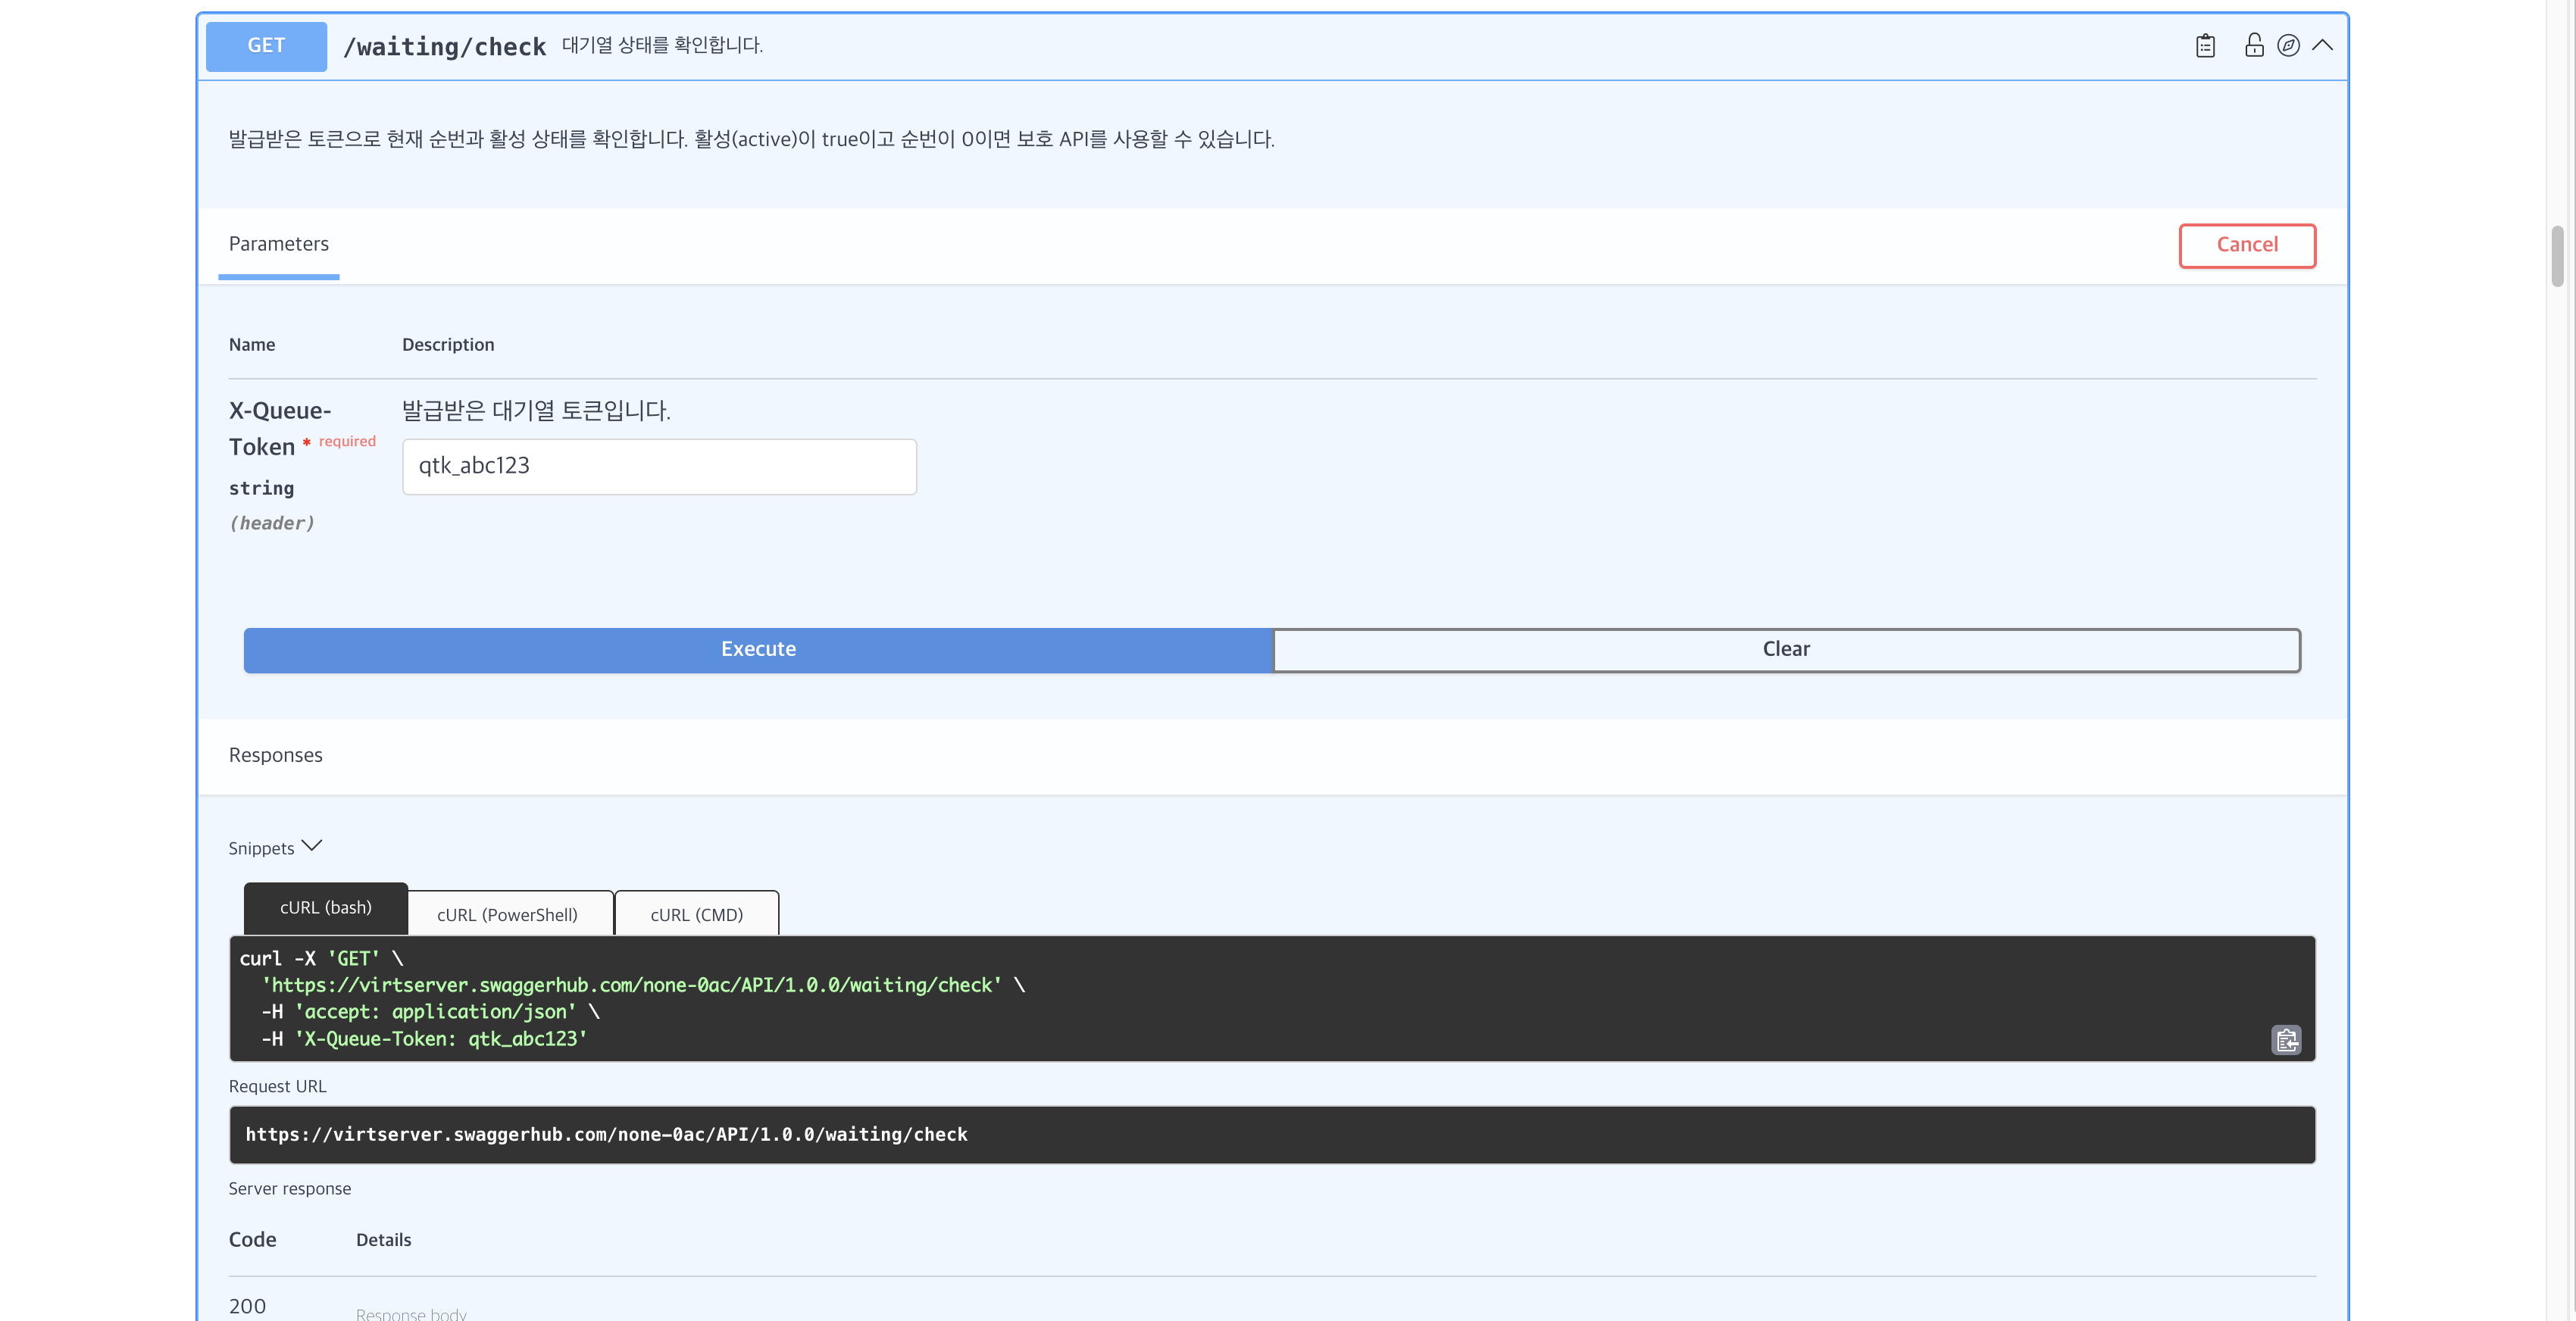 GET /waiting/check 대기열 상태를 확인합니다.
발급받은 토큰으로 현재 순번과 활성 상태를 확인합니다. 활성(active)이 true이고 순번이 0이면 보호 API를 사용할 수 있습니다.
Parameters
Cancel
Name Description
X-Queue-Token * required
string
(header)
발급받은 대기열 토큰입니다.
qtk_abc123
Execute
Clear
Responses
Snippets
cURL (bash) cURL (PowerShell) cURL (CMD)
curl -X 'GET' \
'https://virtserver.swaggerhub.com/none-0ac/API/1.0.0/waiting/check' \
-H 'accept: application/json' \
-H 'X-Queue-Token: qtk_abc123'
Request URL
https://virtserver.swaggerhub.com/none-0ac/API/1.0.0/waiting/check
Server response
Code Details
200
Response body